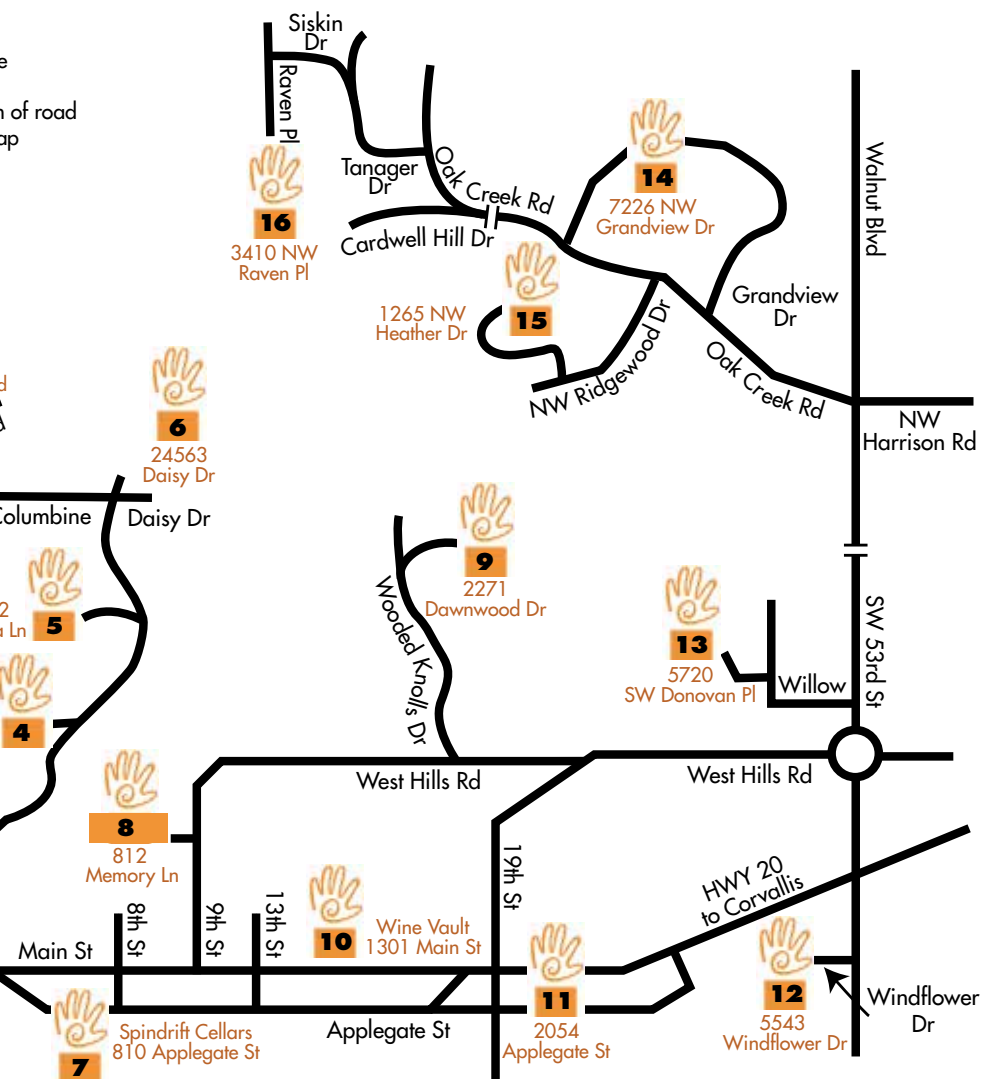 Siskin
Dr
Raven Pl
n of road
16
3410 NW
Raven Pl
Tanager
Dr
Oak Creek Rd
Cardwell Hill Dr
14
7226 NW
Grandview Dr
Walnut Blvd
15
1265 NW
Heather Dr
Grandview
Dr
NW Ridgewood Dr
Oak Creek Rd
NW
Harrison Rd
6
24563
Daisy Dr
Columbine
Daisy Dr
5
2
a Ln
4
9
2271
Dawnwood Dr
Wooded Knolls Dr
13
5720
SW Donovan Pl
Willow
SW 53rd St
West Hills Rd
West Hills Rd
8
812
Memory Ln
8th St
9th St
13th St
19th St
10
Wine Vault
1301 Main St
HWY 20
to Corvallis
Main St
7
Spindrift Cellars
810 Applegate St
Applegate St
11
2054
Applegate St
12
5543
Windflower Dr
Windflower
Dr